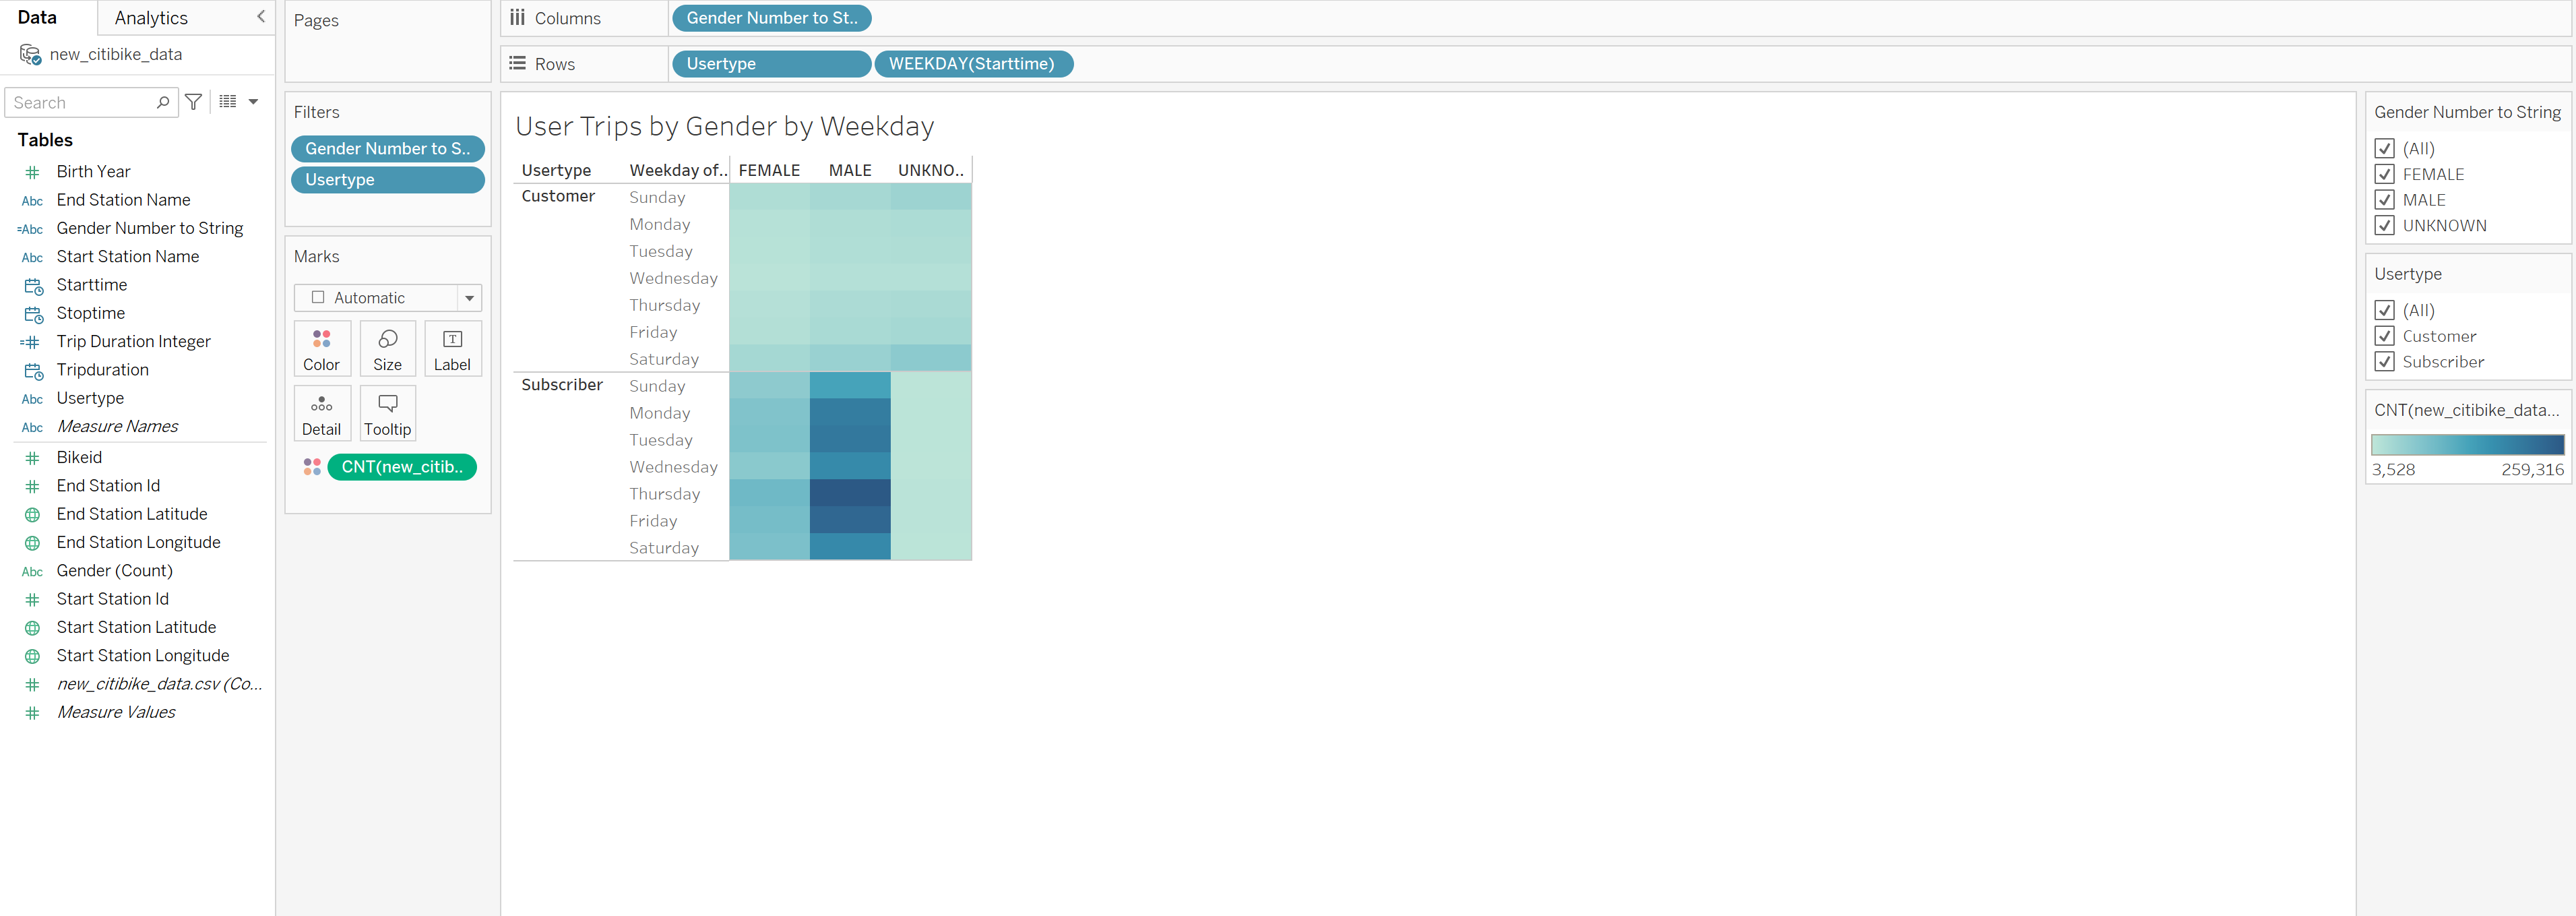 Data
Analytics
new_citibike_data
Search
Tables
Birth Year
Abc End Station Name
=Abc Gender Number to String
Abc Start Station Name
Starttime
Stoptime
=# Trip Duration Integer
Tripduration
Abc Usertype
Abc Measure Names
Bikeid
End Station Id
End Station Latitude
End Station Longitude
Abc Gender (Count)
Start Station Id
Start Station Latitude
Start Station Longitude
new_citibike_data.csv (Co...
Measure Values
Pages
Filters
Gender Number to S..
Usertype
Marks
Automatic
Color
Size
T
Label
Detail
Tooltip
CNT(new_citib..
Columns
Gender Number to St..
Rows
Usertype
WEEKDAY(Starttime)
User Trips by Gender by Weekday
Usertype Weekday of.. FEMALE MALE UNKNO..
Customer Sunday
Monday
Tuesday
Wednesday
Thursday
Friday
Saturday
Subscriber Sunday
Monday
Tuesday
Wednesday
Thursday
Friday
Saturday
Gender Number to String
(All)
FEMALE
MALE
UNKNOWN
Usertype
(All)
Customer
Subscriber
CNT(new_citibike_data...
3,528 259,316